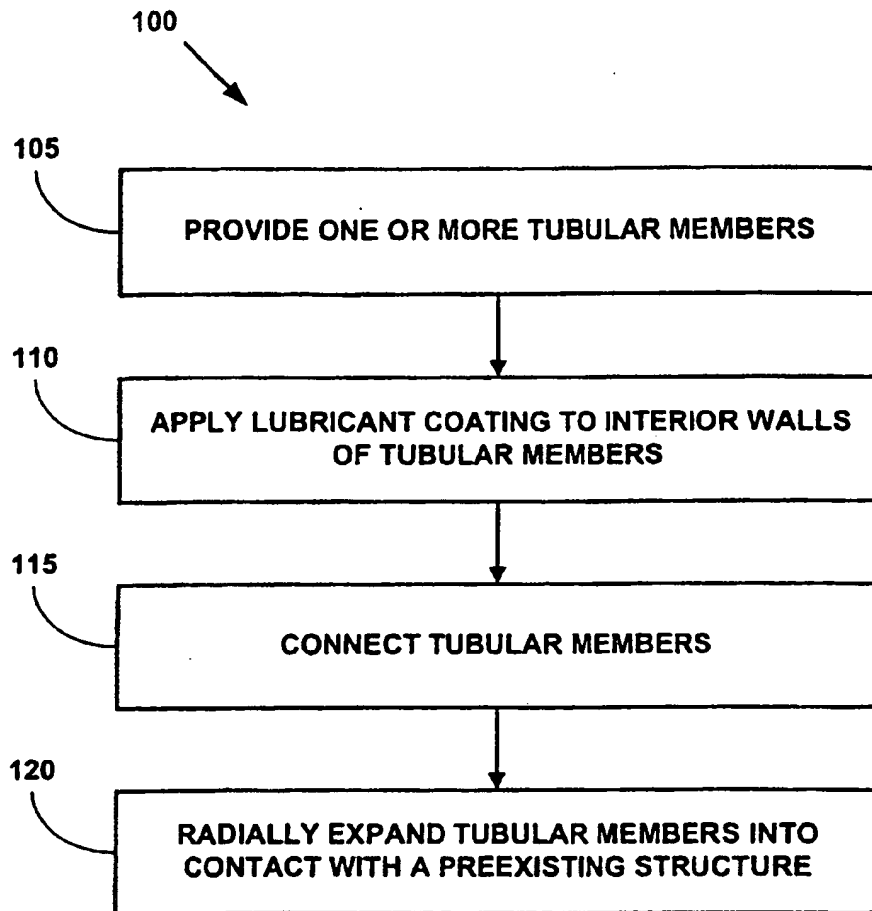 100
105
PROVIDE ONE OR MORE TUBULAR MEMBERS
110
APPLY LUBRICANT COATING TO INTERIOR WALLS
OF TUBULAR MEMBERS
115
CONNECT TUBULAR MEMBERS
120
RADIALLY EXPAND TUBULAR MEMBERS INTO
CONTACT WITH A PREEXISTING STRUCTURE